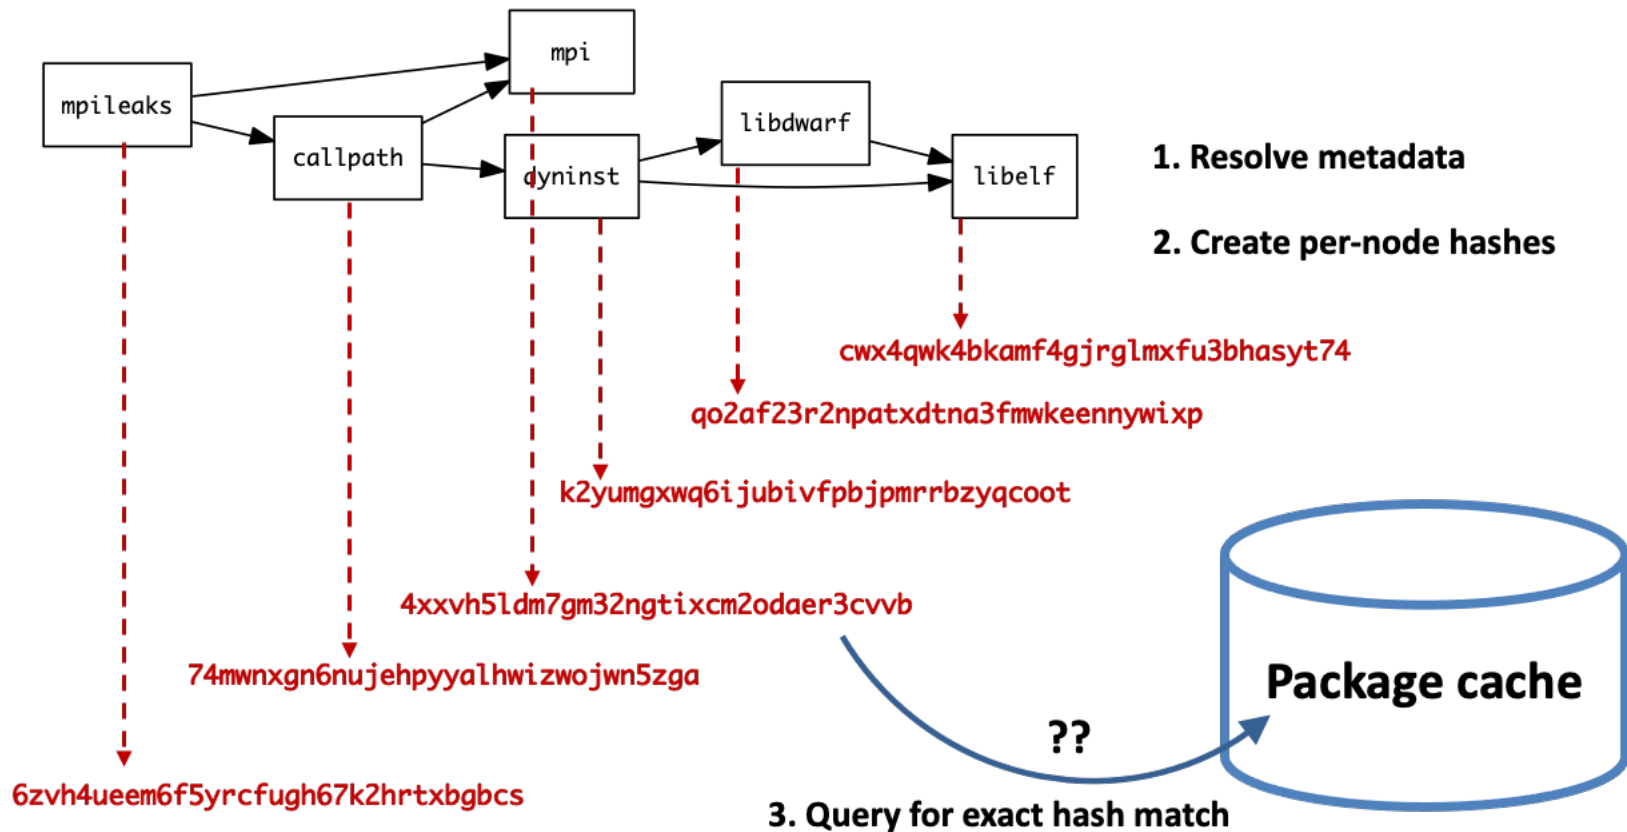 mpi
mpileaks
libdwarf
callpath
dyninst
libelf
1. Resolve metadata
2. Create per-node hashes
cwx4qwk4bkamf4gjrglmxfu3bhasyt74
qo2af23r2npatxdtna3fmwkeennywixp
k2yumgxwq6ijubivfpbjpmrrbzyqcoot
4xxvh5ldm7gm32ngtixcm2odaer3cvvb
74mwnxgn6nujehpyyalhwizwojwn5zga
Package cache
??
6zvh4ueem6f5yrcfugh67k2hrtxbgbcs
3. Query for exact hash match